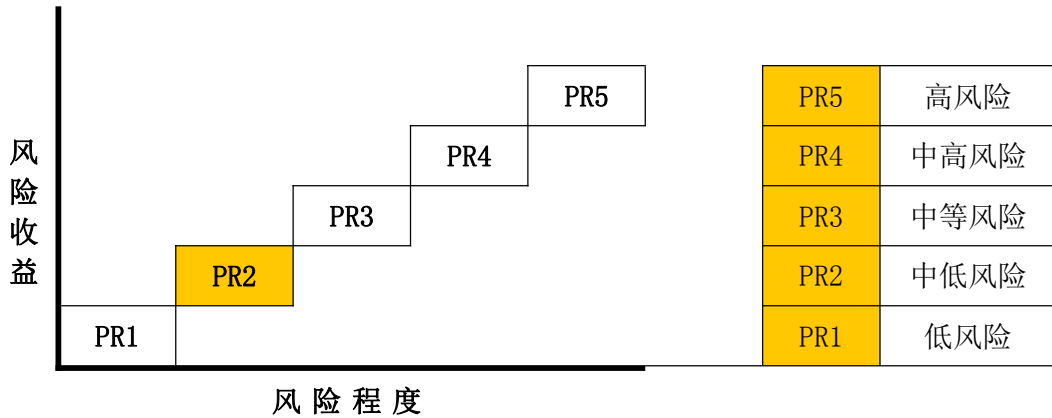 PR5
PR4
PR3
PR2
PR1
风险收益
风险程度
PR5 高风险
PR4 中高风险
PR3 中等风险
PR2 中低风险
PR1 低风险